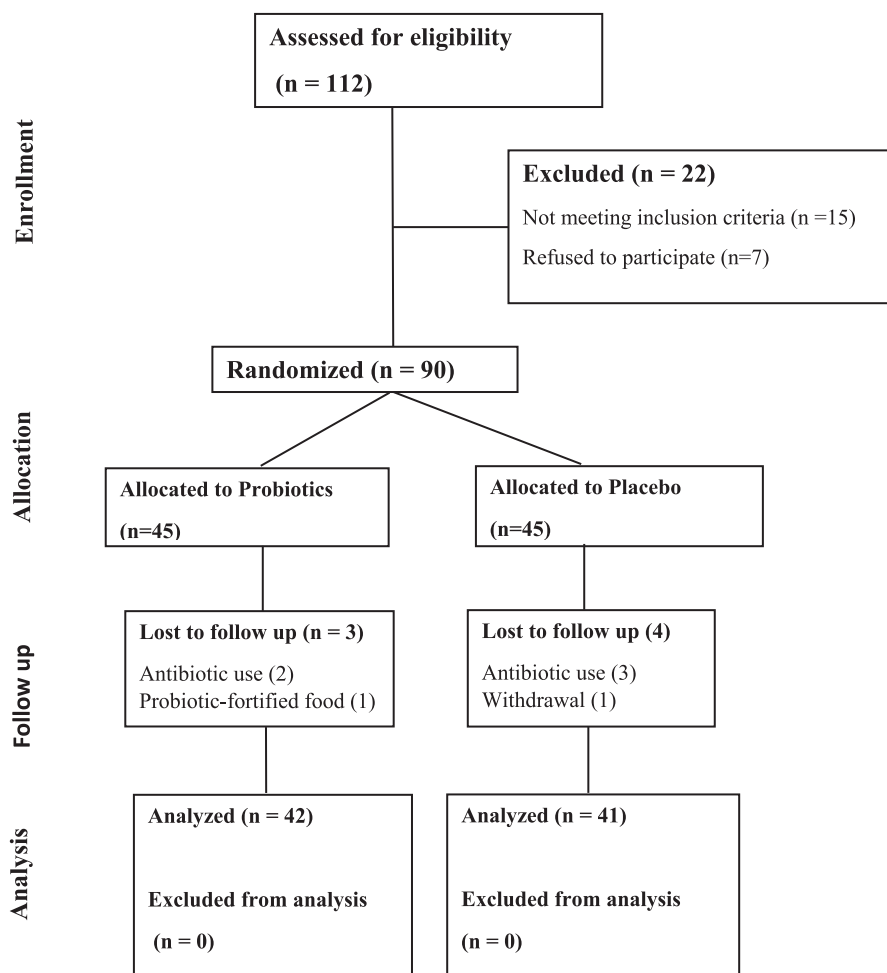 Assessed for eligibility
(n = 112)
Enrollment
Excluded (n = 22)
Not meeting inclusion criteria (n =15)
Refused to participate (n=7)
Randomized (n = 90)
Allocation
Allocated to Probiotics
(n=45)
Allocated to Placebo
(n=45)
Follow up
Lost to follow up (n = 3)
Antibiotic use (2)
Probiotic-fortified food (1)
Lost to follow up (4)
Antibiotic use (3)
Withdrawal (1)
Analysis
Analyzed (n = 42)
Excluded from analysis
(n = 0)
Analyzed (n = 41)
Excluded from analysis
(n = 0)